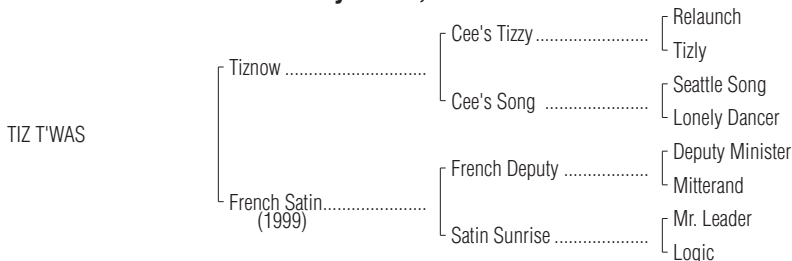 Relaunch
Cee's Tizzy
Tizly
Tiznow
Seattle Song
Cee's Song
Lonely Dancer
TIZ T'WAS
Deputy Minister
French Deputy
Mitterand
French Satin
(1999)
Mr. Leader
Satin Sunrise
Logic